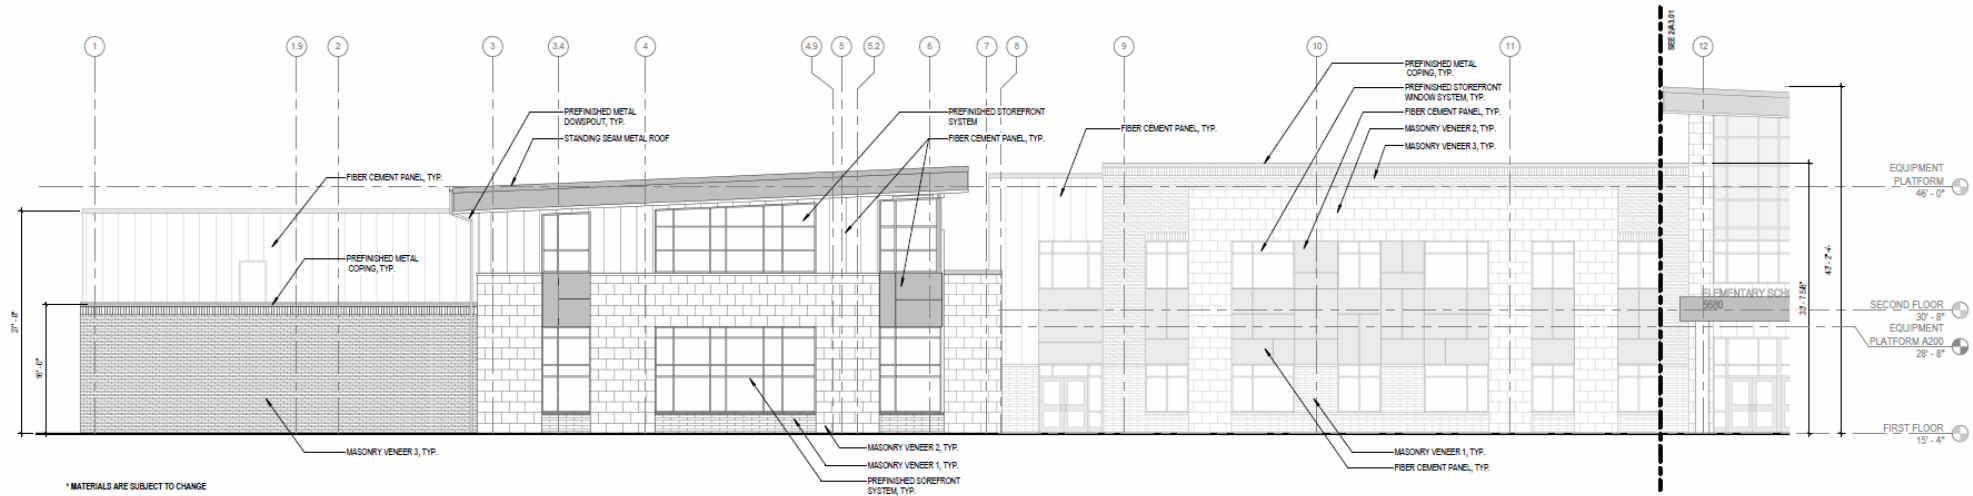 1
1.9
2
3
3.4
4
4.9
5
5.2
6
7
8
9
10
11
12
SEE 2/A3.01
PREFINISHED METAL
DOWSPOUT, TYP.
STANDING SEAM METAL ROOF
FIBER CEMENT PANEL, TYP.
PREFINISHED METAL
COPING, TYP.
PREFINISHED STOREFRONT
SYSTEM
FIBER CEMENT PANEL, TYP.
FIBER CEMENT PANEL, TYP.
PREFINISHED METAL
COPING, TYP.
PREFINISHED STOREFRONT
WINDOW SYSTEM, TYP.
FIBER CEMENT PANEL, TYP.
MASONRY VENEER 2, TYP.
MASONRY VENEER 3, TYP.
EQUIPMENT
PLATFORM
46' - 0"
ELEMENTARY SCHO
5680
SECOND FLOOR
30' - 8"
EQUIPMENT
PLATFORM A200
28' - 8"
FIRST FLOOR
15' - 4"
16' - 0"
33' - 7 5/8"
MASONRY VENEER 3, TYP.
MASONRY VENEER 2, TYP.
MASONRY VENEER 1, TYP.
PREFINISHED SOREFRONT
SYSTEM, TYP.
MASONRY VENEER 1, TYP.
FIBER CEMENT PANEL, TYP.
* MATERIALS ARE SUBJECT TO CHANGE